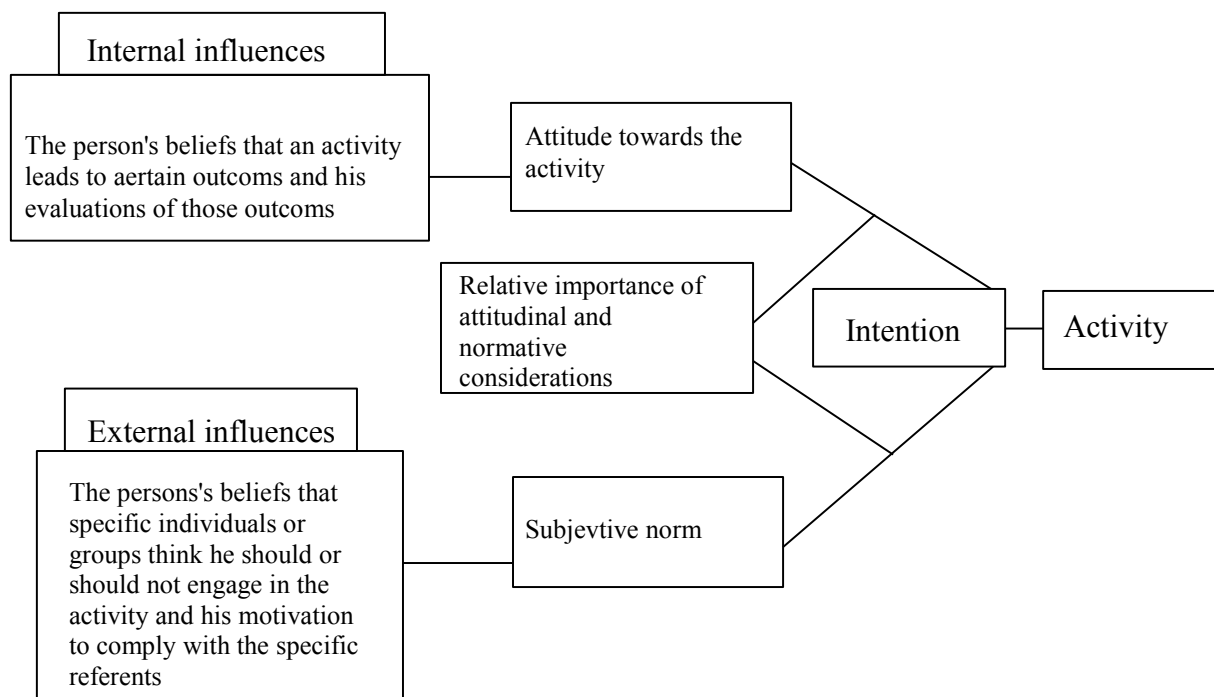 Internal influences
The person's beliefs that an activity
leads to aertain outcoms and his
evaluations of those outcoms
Attitude towards the
activity
Relative importance of
attitudinal and
normative
considerations
Intention
Activity
External influences
The persons's beliefs that
specific individuals or
groups think he should or
should not engage in the
activity and his motivation
to comply with the specific
referents
Subjevtive norm